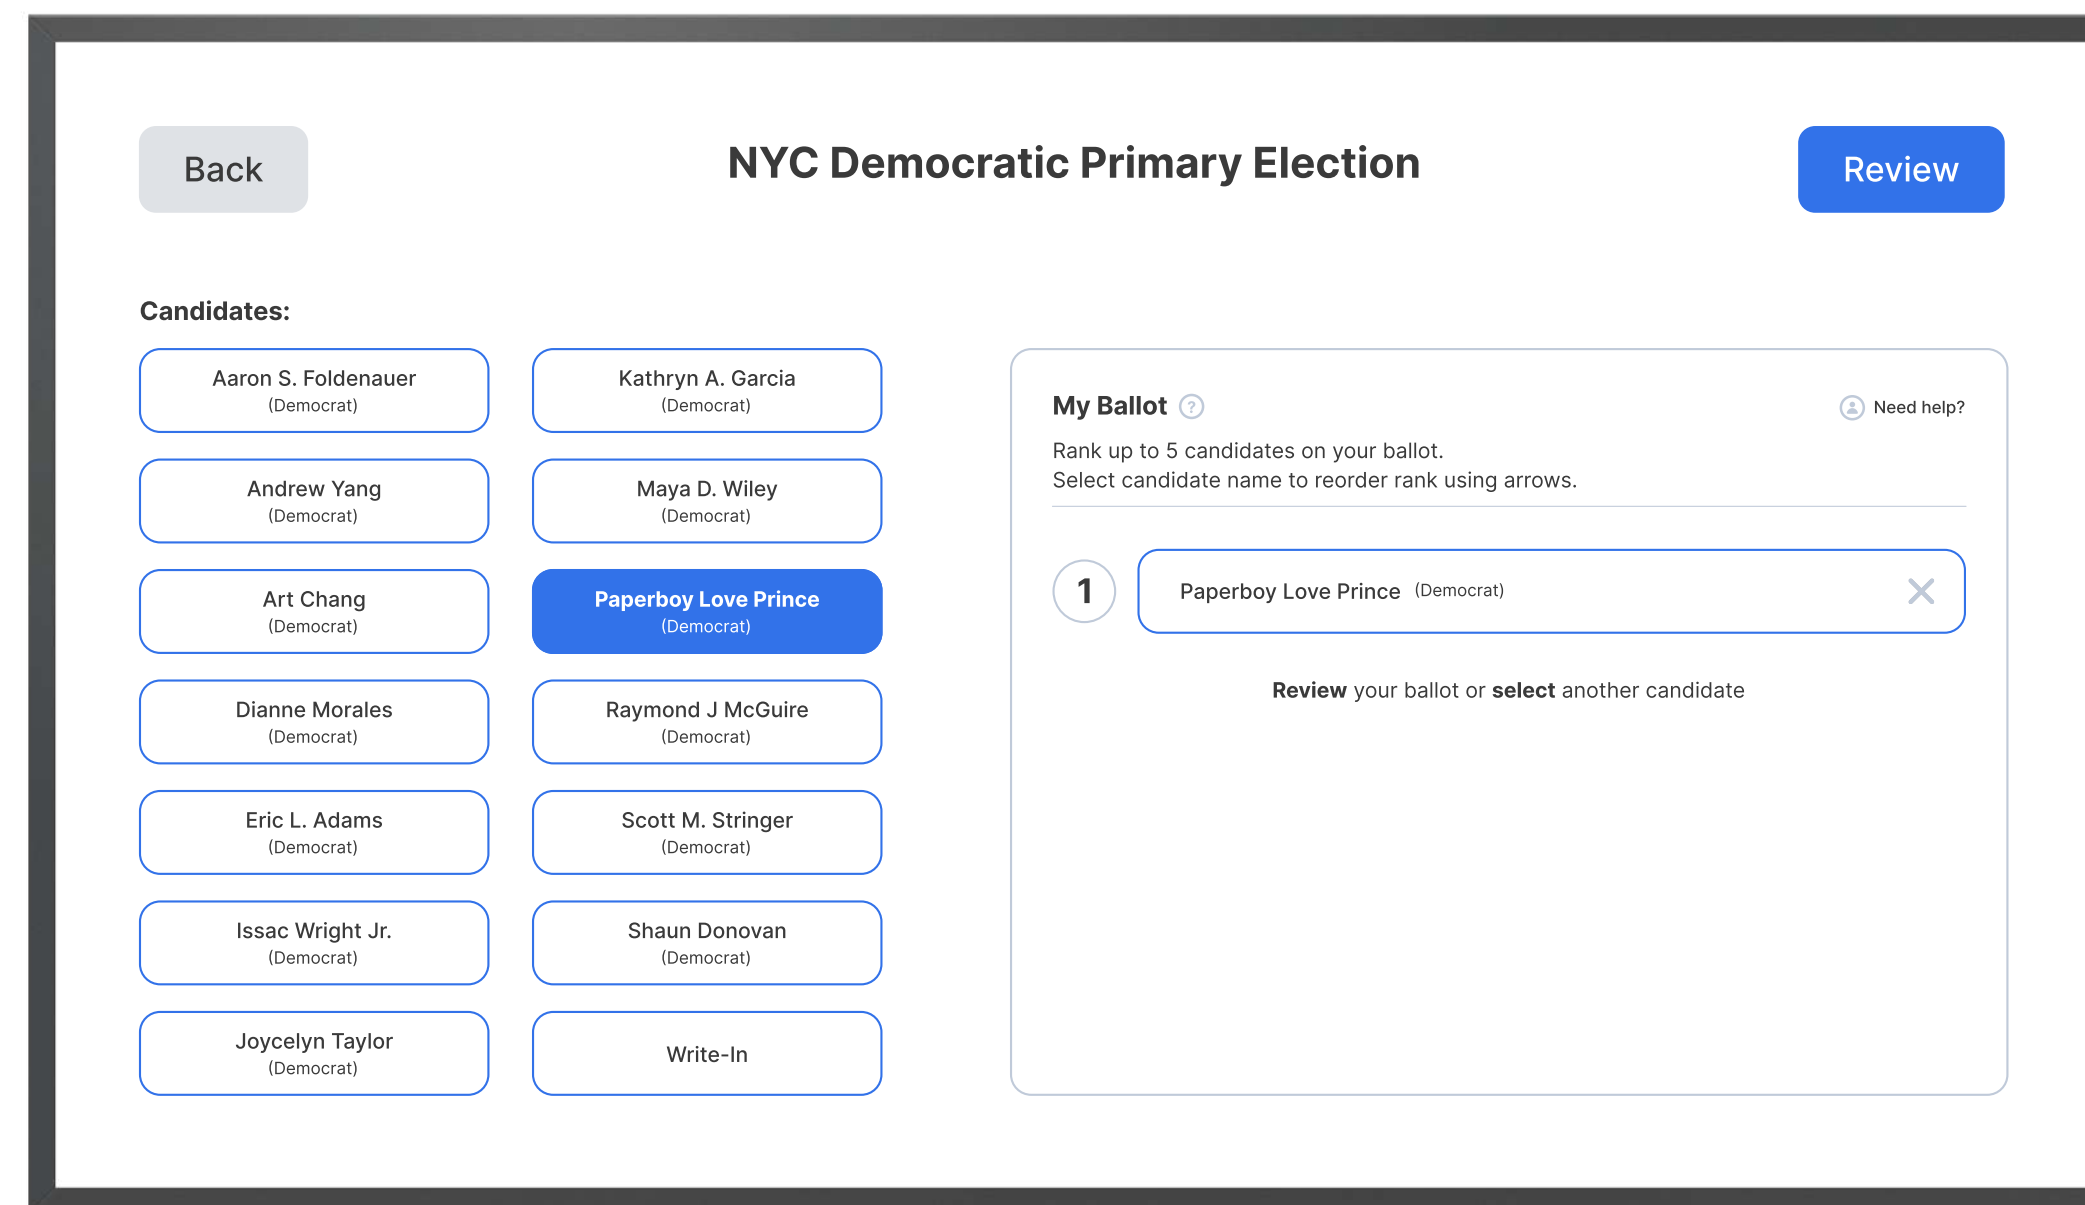 Back
NYC Democratic Primary Election
Review
Candidates:
Aaron S. Foldenauer
(Democrat)
Kathryn A. Garcia
(Democrat)
Andrew Yang
(Democrat)
Maya D. Wiley
(Democrat)
Art Chang
(Democrat)
Paperboy Love Prince
(Democrat)
Dianne Morales
(Democrat)
Raymond J McGuire
(Democrat)
Eric L. Adams
(Democrat)
Scott M. Stringer
(Democrat)
Issac Wright Jr.
(Democrat)
Shaun Donovan
(Democrat)
Joycelyn Taylor
(Democrat)
Write-In
My Ballot ?
Need help?
Rank up to 5 candidates on your ballot.
Select candidate name to reorder rank using arrows.
1 Paperboy Love Prince (Democrat)
Review your ballot or select another candidate